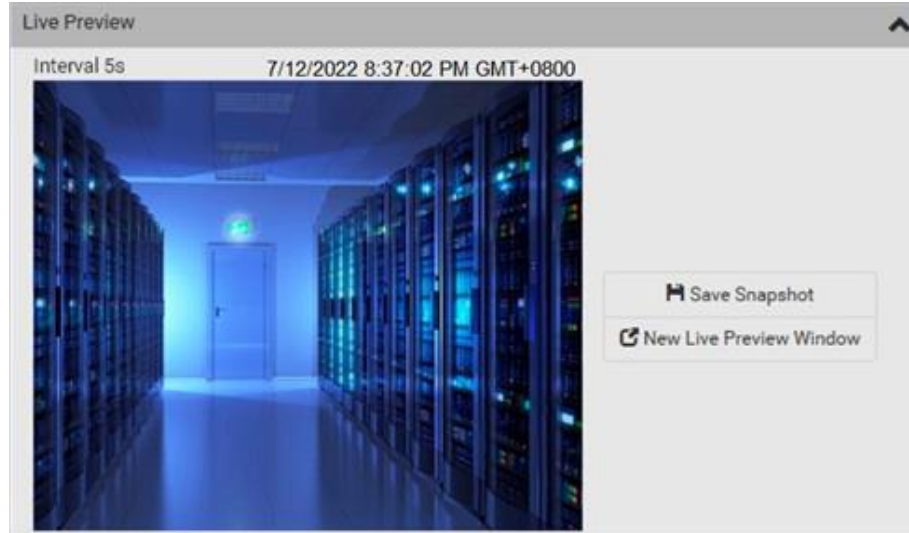 Live Preview
Interval 5s 7/12/2022 8:37:02 PM GMT+0800
Save Snapshot
New Live Preview Window